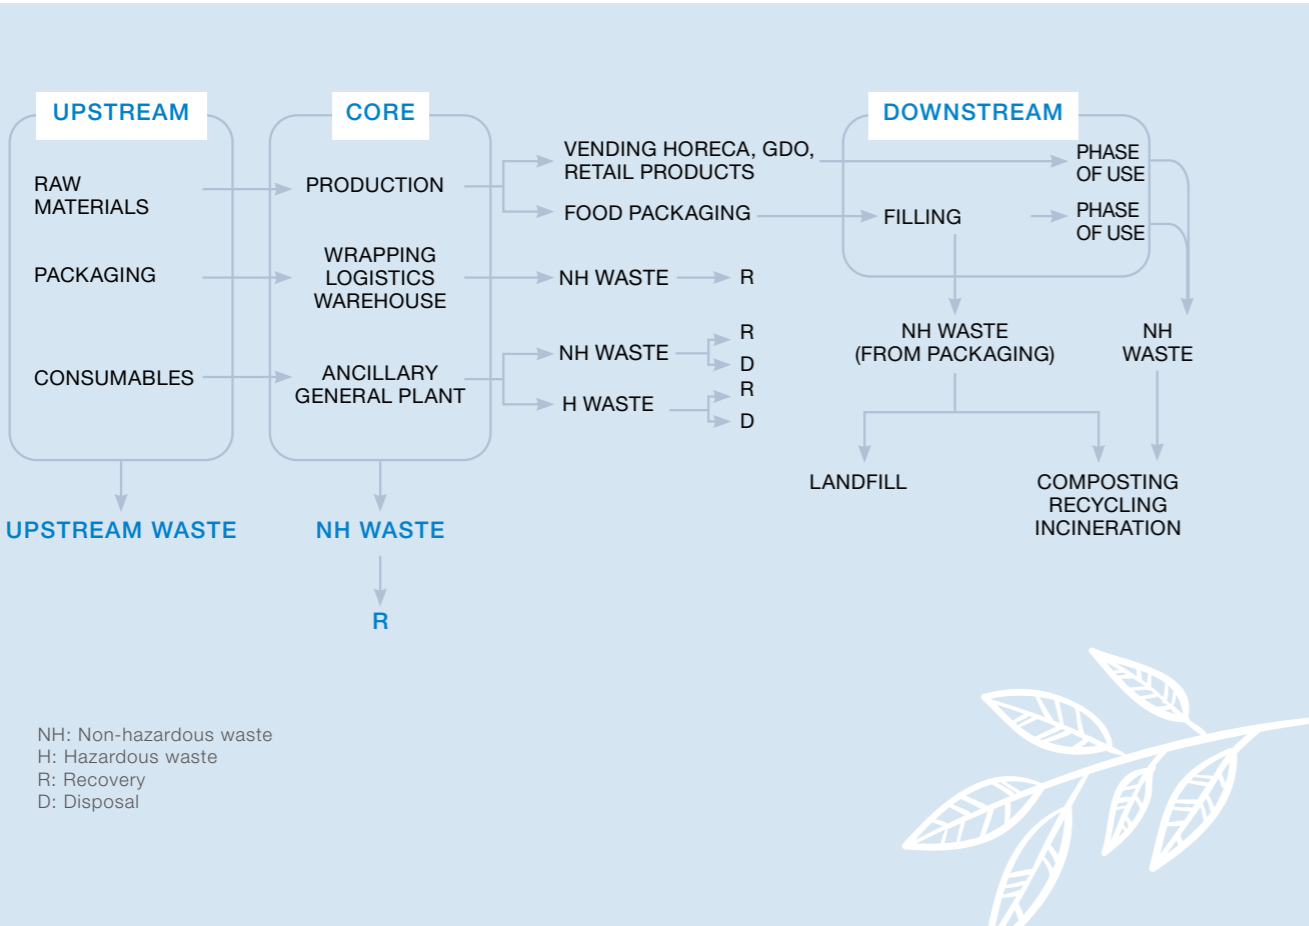 UPSTREAM
RAW
MATERIALS
PACKAGING
CONSUMABLES
UPSTREAM WASTE
CORE
PRODUCTION
WRAPPING
LOGISTICS
WAREHOUSE
ANCILLARY
GENERAL PLANT
NH WASTE
R
VENDING HORECA, GDO,
RETAIL PRODUCTS
FOOD PACKAGING
NH WASTE
R
NH WASTE
R
D
H WASTE
R
D
DOWNSTREAM
PHASE
OF USE
FILLING
PHASE
OF USE
NH WASTE
(FROM PACKAGING)
NH
WASTE
LANDFILL
COMPOSTING
RECYCLING
INCINERATION
NH: Non-hazardous waste
H: Hazardous waste
R: Recovery
D: Disposal